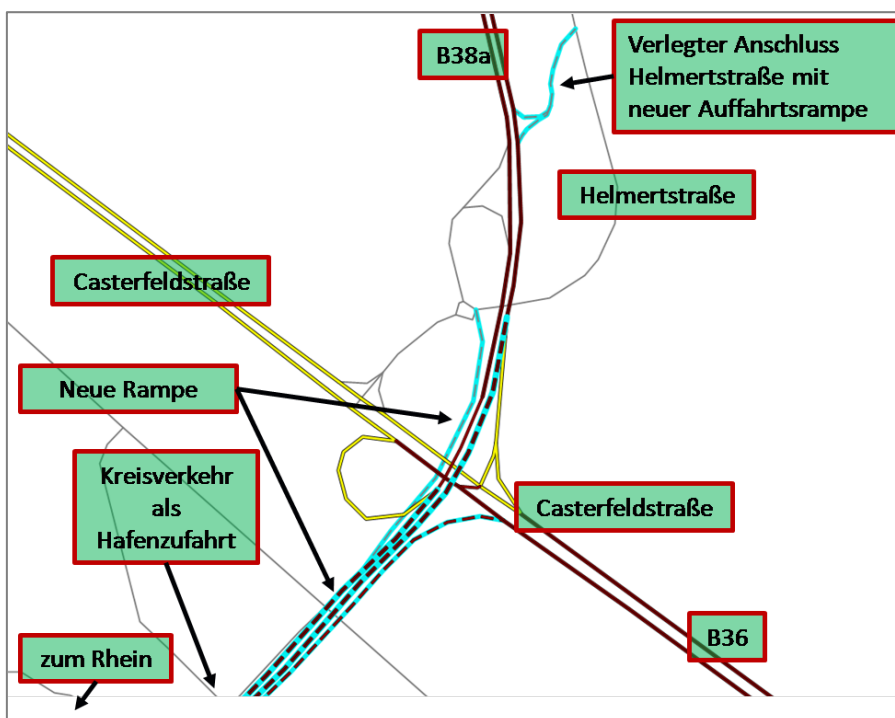 B38a
Verlegter Anschluss
Helmertstraße mit
neuer Auffahrtsrampe
Helmertstraße
Casterfeldstraße
Neue Rampe
Kreisverkehr
als
Hafenzufahrt
Casterfeldstraße
B36
zum Rhein